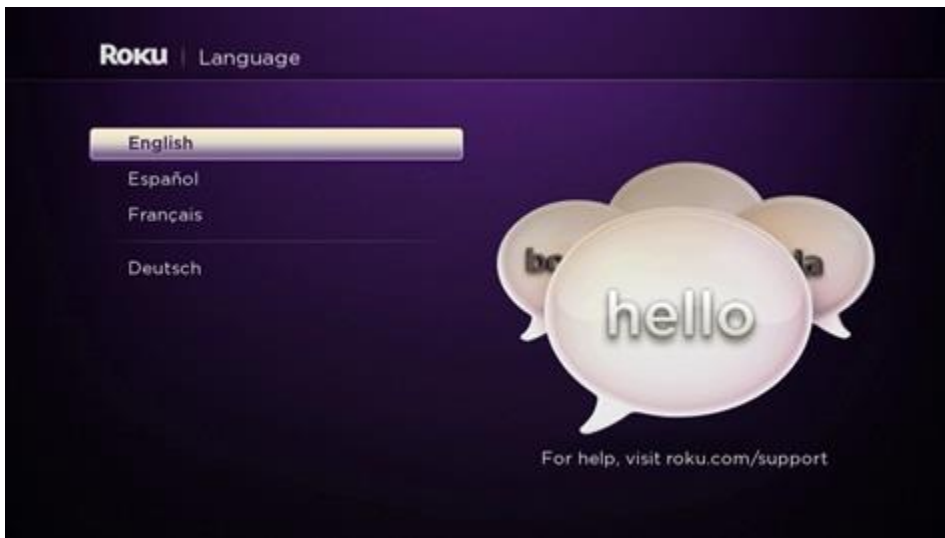 Roku | Language
English
Español
Français
Deutsch
hello
For help, visit roku.com/support